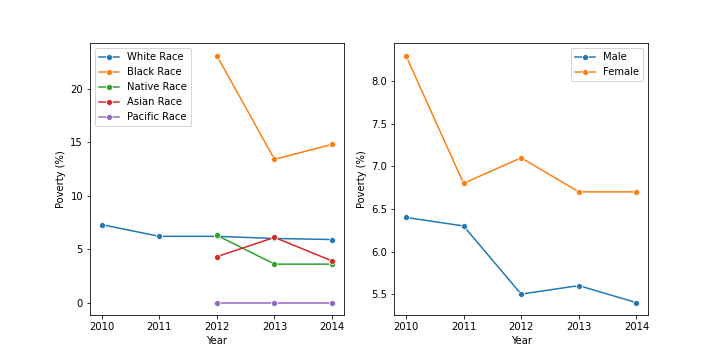 White Race
Black Race
Native Race
Asian Race
Pacific Race
20
15
10
5
0
Poverty (%)
2010 2011 2012 2013 2014
Year
Male
Female
8.0
7.5
7.0
6.5
6.0
5.5
Poverty (%)
2010 2011 2012 2013 2014
Year